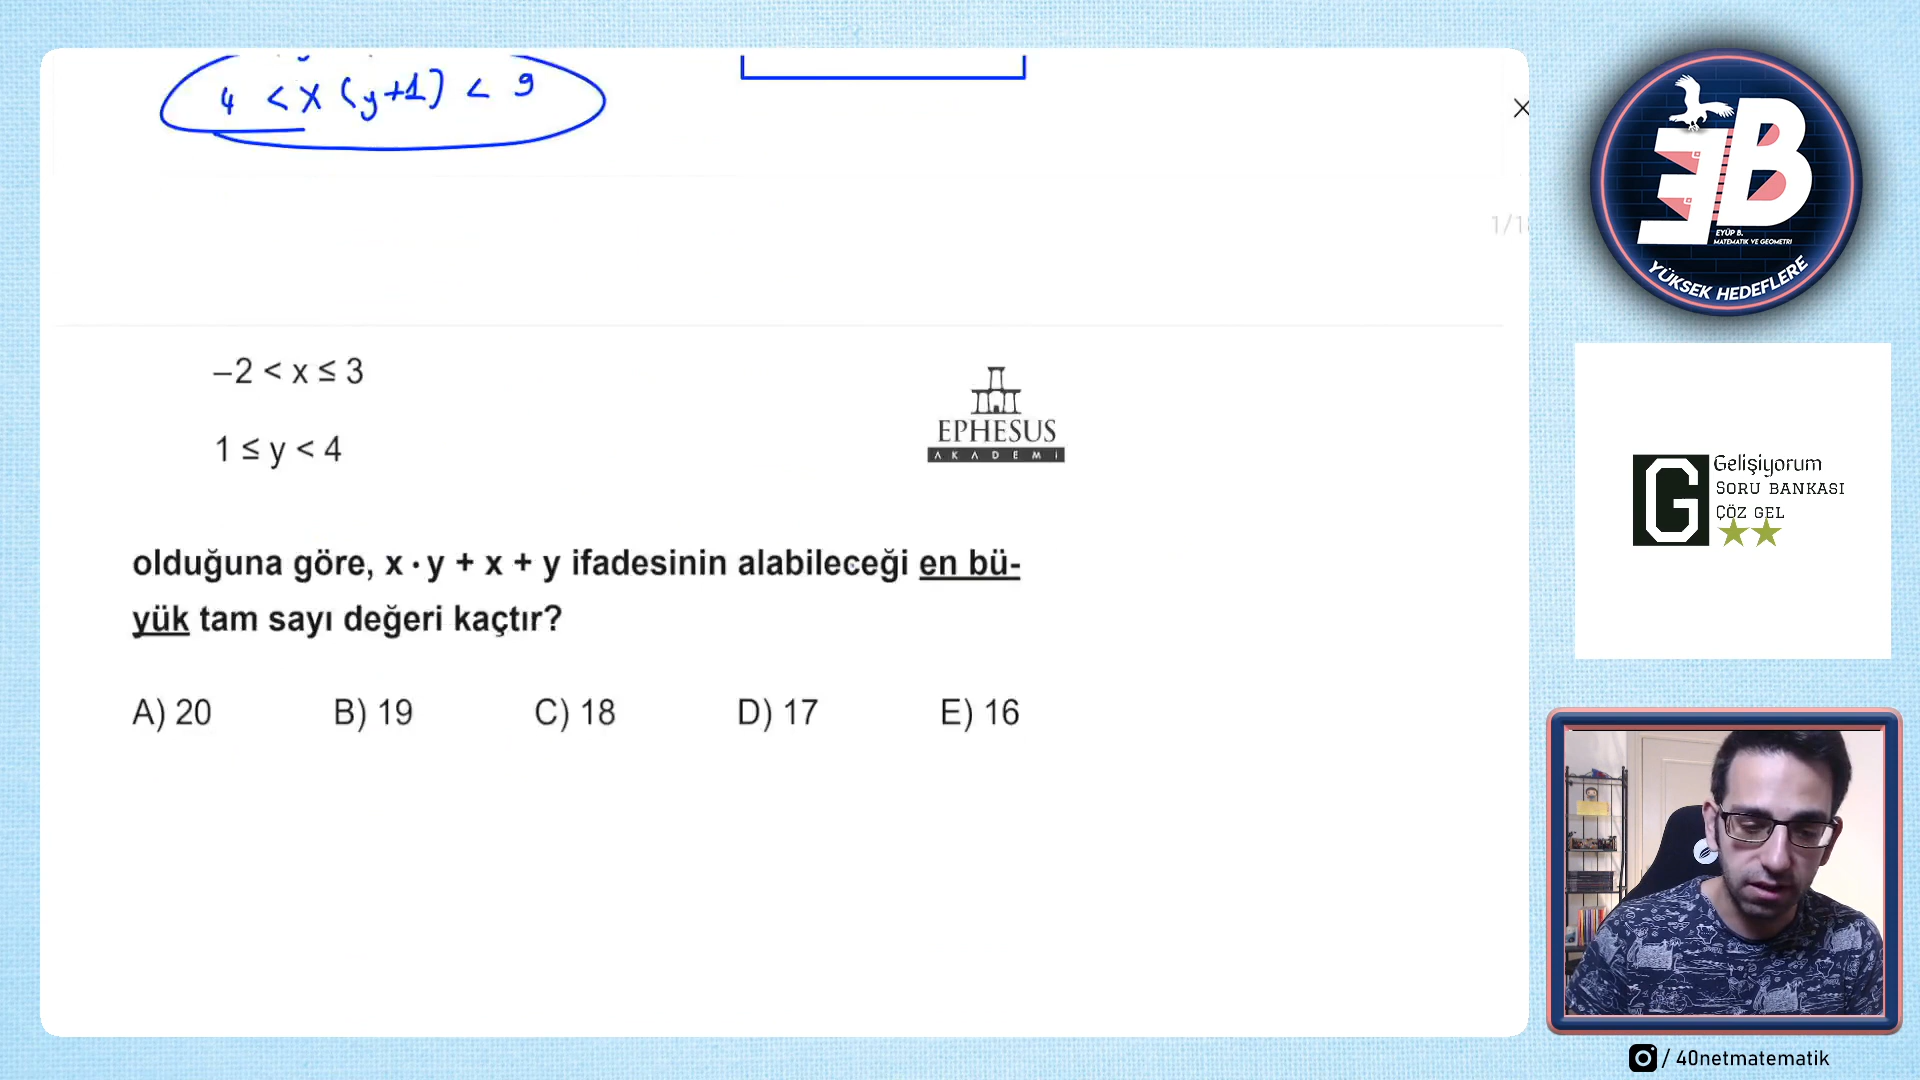 4 < x (y+1) < 9
1/1
–2 < x ≤ 3
1 ≤ y < 4
EPHESUS
AKADEMİ
olduğuna göre, x · y + x + y ifadesinin alabileceği en bü-
yük tam sayı değeri kaçtır?
A) 20 B) 19 C) 18 D) 17 E) 16
EB
EYÜP B.
MATEMATIK VE GEOMETRI
YÜKSEK HEDEFLERE
G
Gelişiyorum
SORU BANKASI
ÇÖZ GEL
/ 40netmatematik